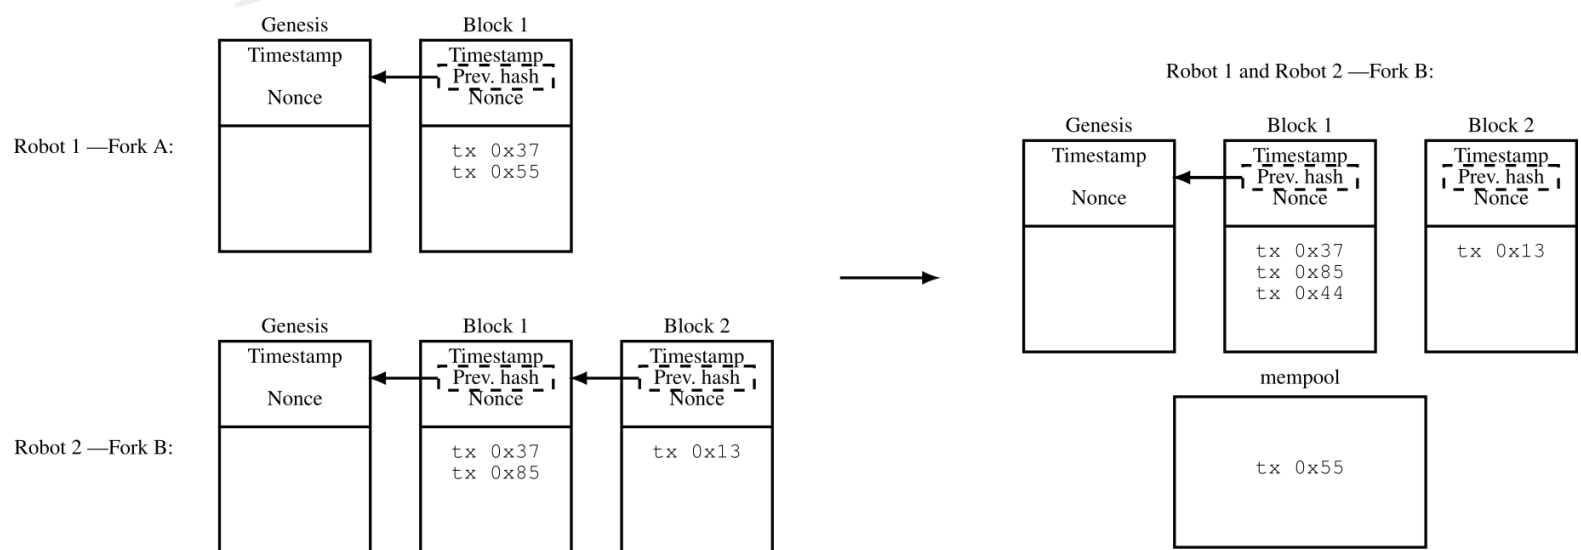 Genesis
Block 1
Timestamp
Nonce
Timestamp
Prev. hash
Nonce
Robot 1 —Fork A:
tx 0x37
tx 0x55
Genesis
Block 1
Block 2
Timestamp
Nonce
Timestamp
Prev. hash
Nonce
Timestamp
Prev. hash
Nonce
Robot 2 —Fork B:
tx 0x37
tx 0x85
tx 0x13
Robot 1 and Robot 2 —Fork B:
Genesis
Block 1
Block 2
Timestamp
Nonce
Timestamp
Prev. hash
Nonce
Timestamp
Prev. hash
Nonce
tx 0x37
tx 0x85
tx 0x44
tx 0x13
mempool
tx 0x55